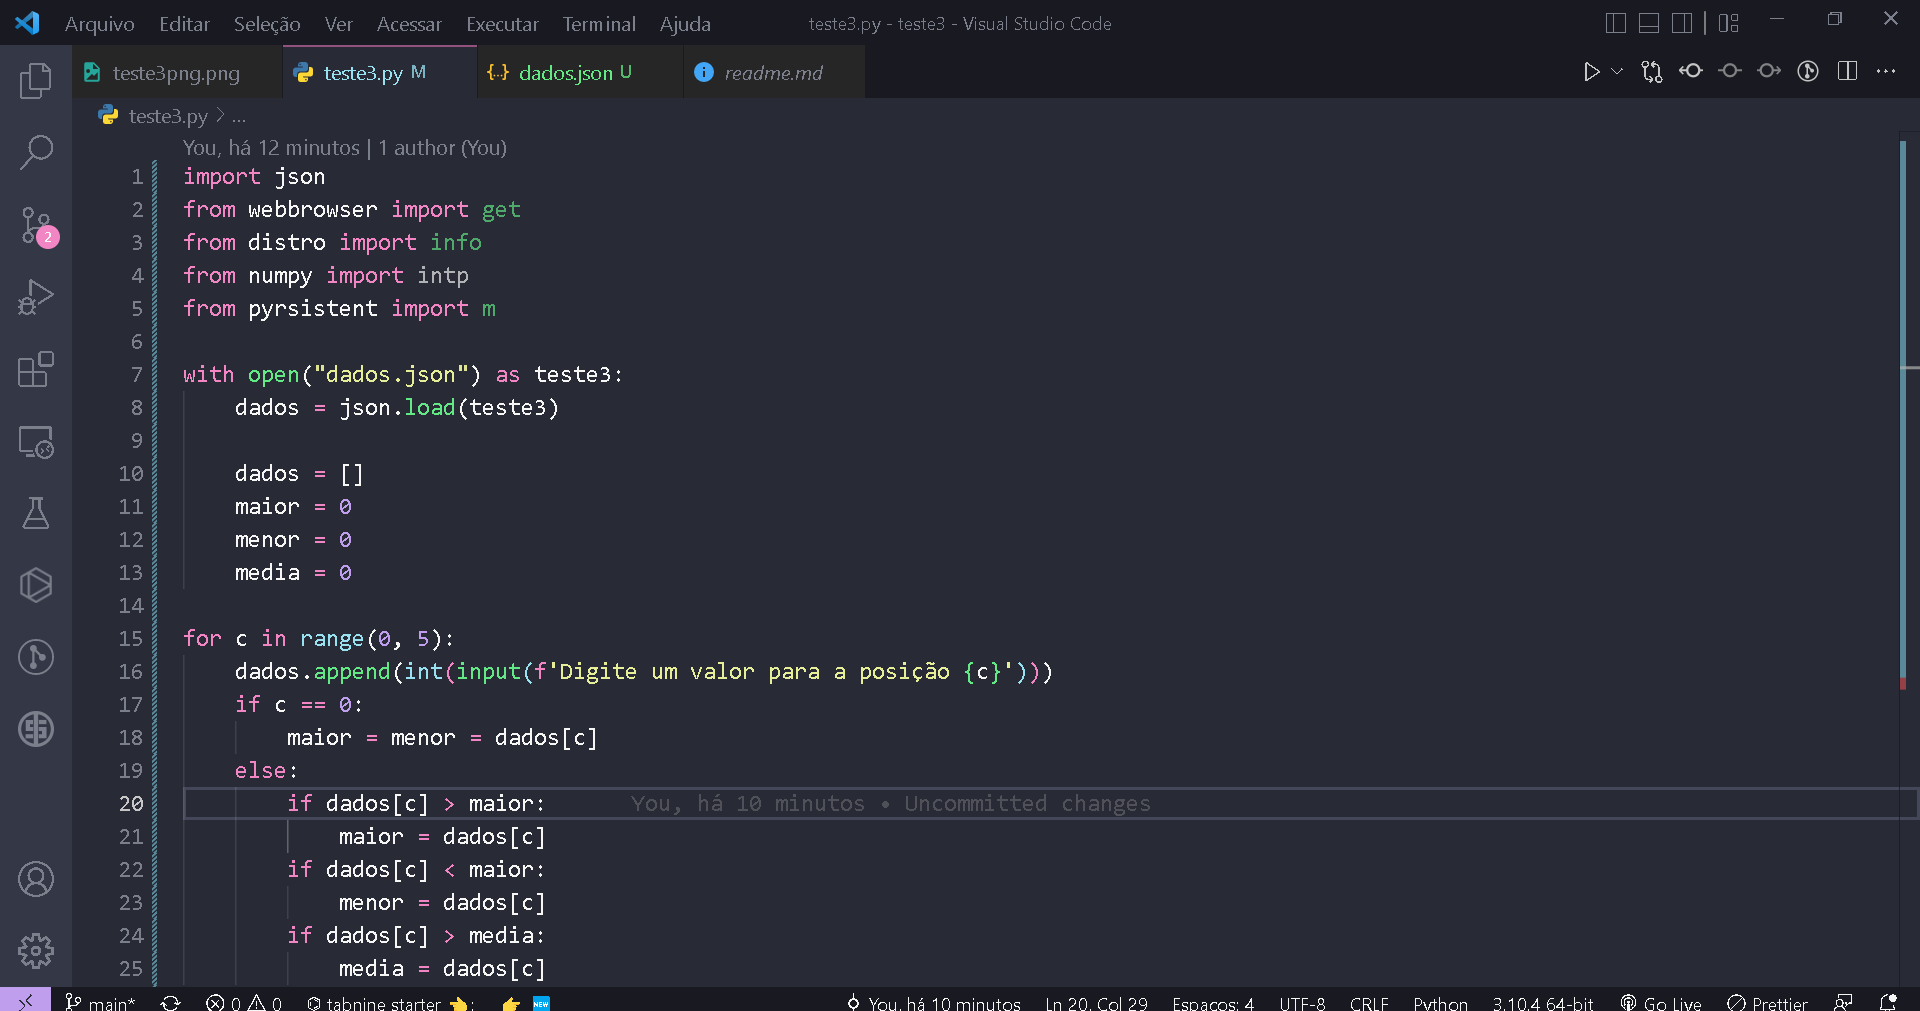 Arquivo Editar Seleção Ver Acessar Executar Terminal Ajuda teste3.py - teste3 - Visual Studio Code
teste3png.png teste3.py M {..} dados.json U readme.md
teste3.py > ...
You, há 12 minutos | 1 author (You)
1 import json
2 from webbrowser import get
3 from distro import info
4 from numpy import intp
5 from pyrsistent import m
6
7 with open("dados.json") as teste3:
8 dados = json.load(teste3)
9
10 dados = []
11 maior = 0
12 menor = 0
13 media = 0
14
15 for c in range(0, 5):
16 dados.append(int(input(f'Digite um valor para a posição {c}')))
17 if c == 0:
18 maior = menor = dados[c]
19 else:
20 if dados[c] > maior: You, há 10 minutos • Uncommitted changes
21 maior = dados[c]
22 if dados[c] < maior:
23 menor = dados[c]
24 if dados[c] > media:
25 media = dados[c]
2
main* 0 0 tabnine starter 👈: 👉 NEW You, há 10 minutos Ln 20, Col 29 Espaços: 4 UTF-8 CRLF Python 3.10.4 64-bit Go Live Prettier